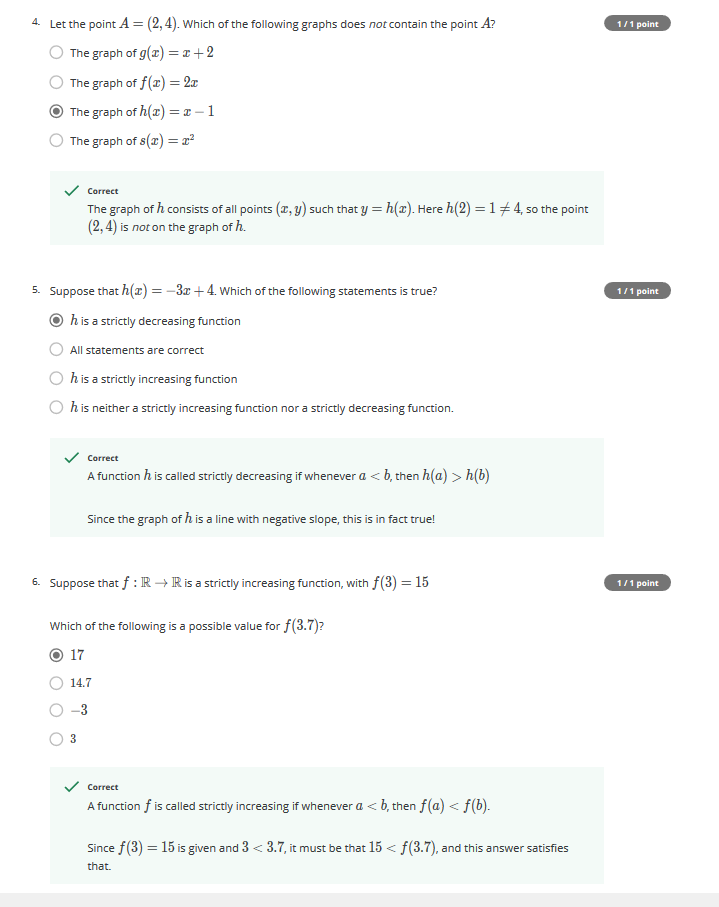 4. Let the point A = (2, 4). Which of the following graphs does not contain the point A?
1 / 1 point
The graph of g(x) = x + 2
The graph of f(x) = 2x
The graph of h(x) = x − 1
The graph of s(x) = x²
Correct
The graph of h consists of all points (x, y) such that y = h(x). Here h(2) = 1 ≠ 4, so the point
(2, 4) is not on the graph of h.
5. Suppose that h(x) = −3x + 4. Which of the following statements is true?
1 / 1 point
h is a strictly decreasing function
All statements are correct
h is a strictly increasing function
h is neither a strictly increasing function nor a strictly decreasing function.
Correct
A function h is called strictly decreasing if whenever a < b, then h(a) > h(b)
Since the graph of h is a line with negative slope, this is in fact true!
6. Suppose that f : ℝ → ℝ is a strictly increasing function, with f(3) = 15
1 / 1 point
Which of the following is a possible value for f(3.7)?
17
14.7
−3
3
Correct
A function f is called strictly increasing if whenever a < b, then f(a) < f(b).
Since f(3) = 15 is given and 3 < 3.7, it must be that 15 < f(3.7), and this answer satisfies
that.